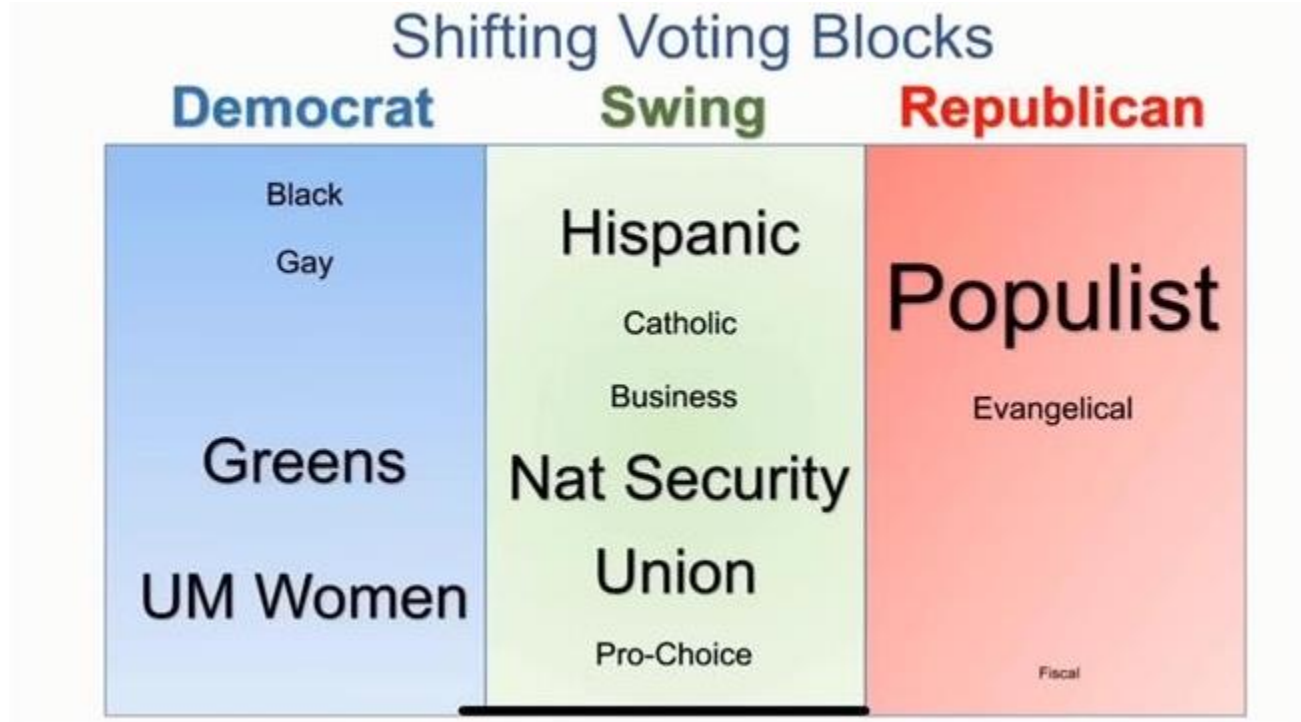 Shifting Voting Blocks
Democrat
Swing
Republican
Black
Gay
Greens
UM Women
Hispanic
Catholic
Business
Nat Security
Union
Pro-Choice
Populist
Evangelical
Fiscal